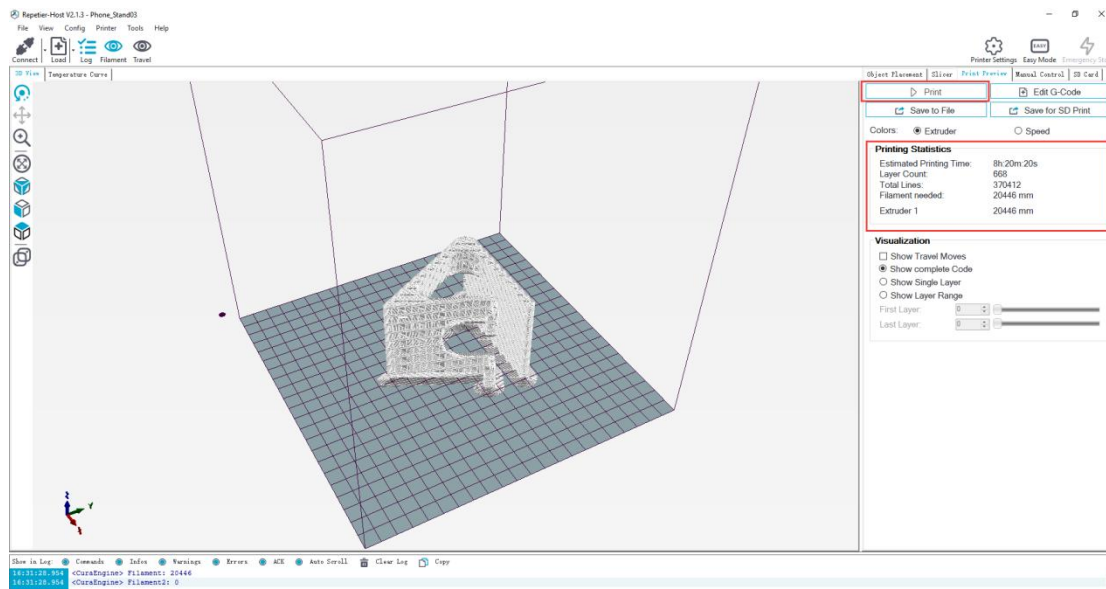 Repetier-Host V2.1.3 - Phone_Stand03
File View Config Printer Tools Help
Connect Load Log Filament Travel
Printer Settings Easy Mode Emergency St
EASY
3D View Temperature Curve
Object Placement Slicer Print Preview Manual Control SD Card
Print Edit G-Code
Save to File Save for SD Print
Colors: Extruder Speed
Printing Statistics
Estimated Printing Time: 8h:20m:20s
Layer Count: 668
Total Lines: 370412
Filament needed: 20446 mm
Extruder 1 20446 mm
Visualization
Show Travel Moves
Show complete Code
Show Single Layer
Show Layer Range
First Layer: 0
Last Layer: 0
Z
Y
Show in Log: Commands Infos Warnings Errors ACK Auto Scroll Clear Log Copy
16:31:28.954 <CuraEngine> Filament: 20446
16:31:28.954 <CuraEngine> Filament2: 0